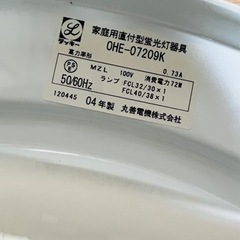 家庭用直付型蛍光灯器具
OHE-07209K
富力率形
MZL 100V 0.73A
消費電力72W
50/60Hz
ランプ FCL32/30×1
FCL40/38×1
120445 04年製 丸善電機株式会社